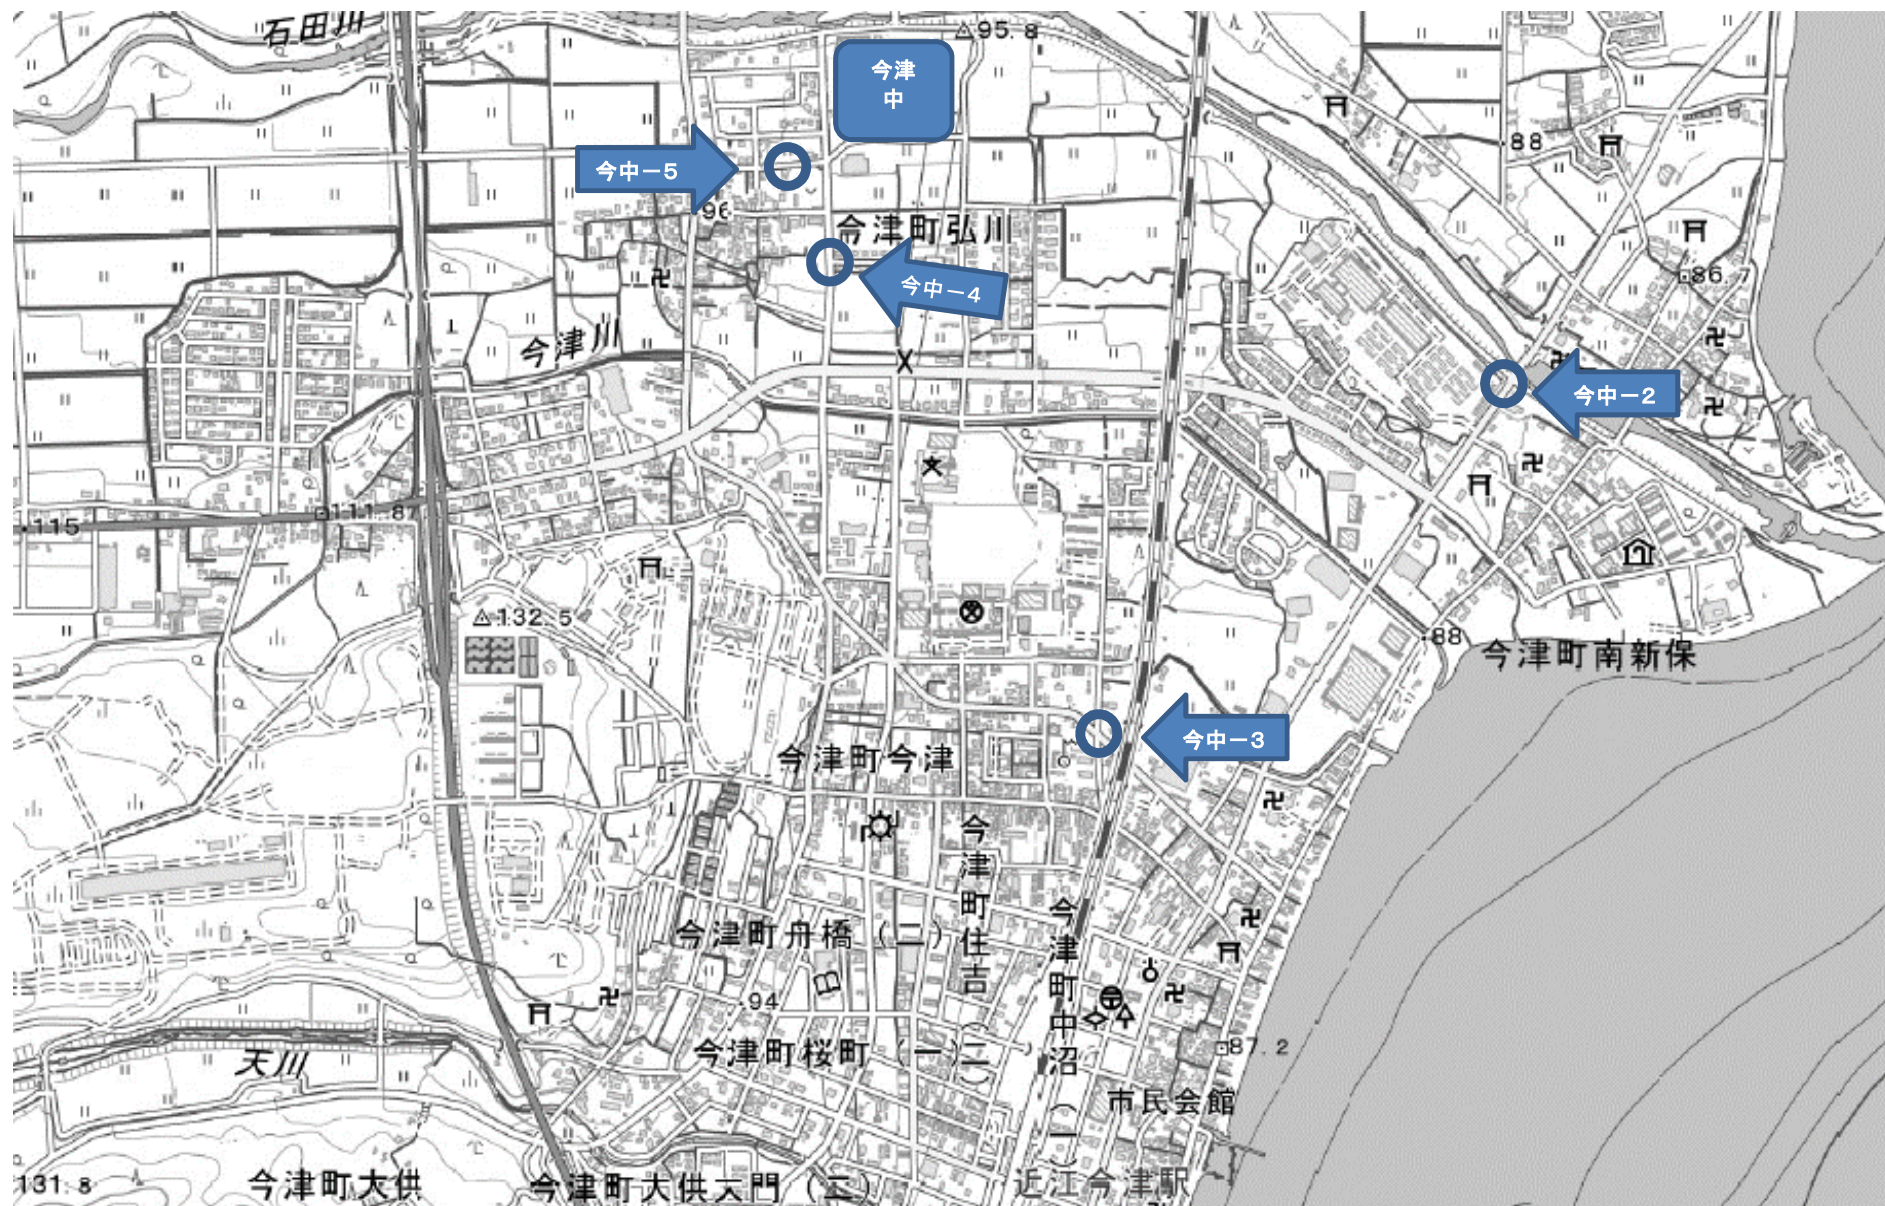 石田川
95.8
今津
中
88
今中－5
96
今津町弘川
今中－4
86.7
今津川
今中－2
115
111.8
132.5
88
今津町南新保
今中－3
今津町今津
今津町住吉
(一)(二)
今津町舟橋(二)
今津町中沼
(一)
94
天川
今津町桜町
87.2
市民会館
131.8
今津町大供
今津町大供大門(二)
近江今津駅